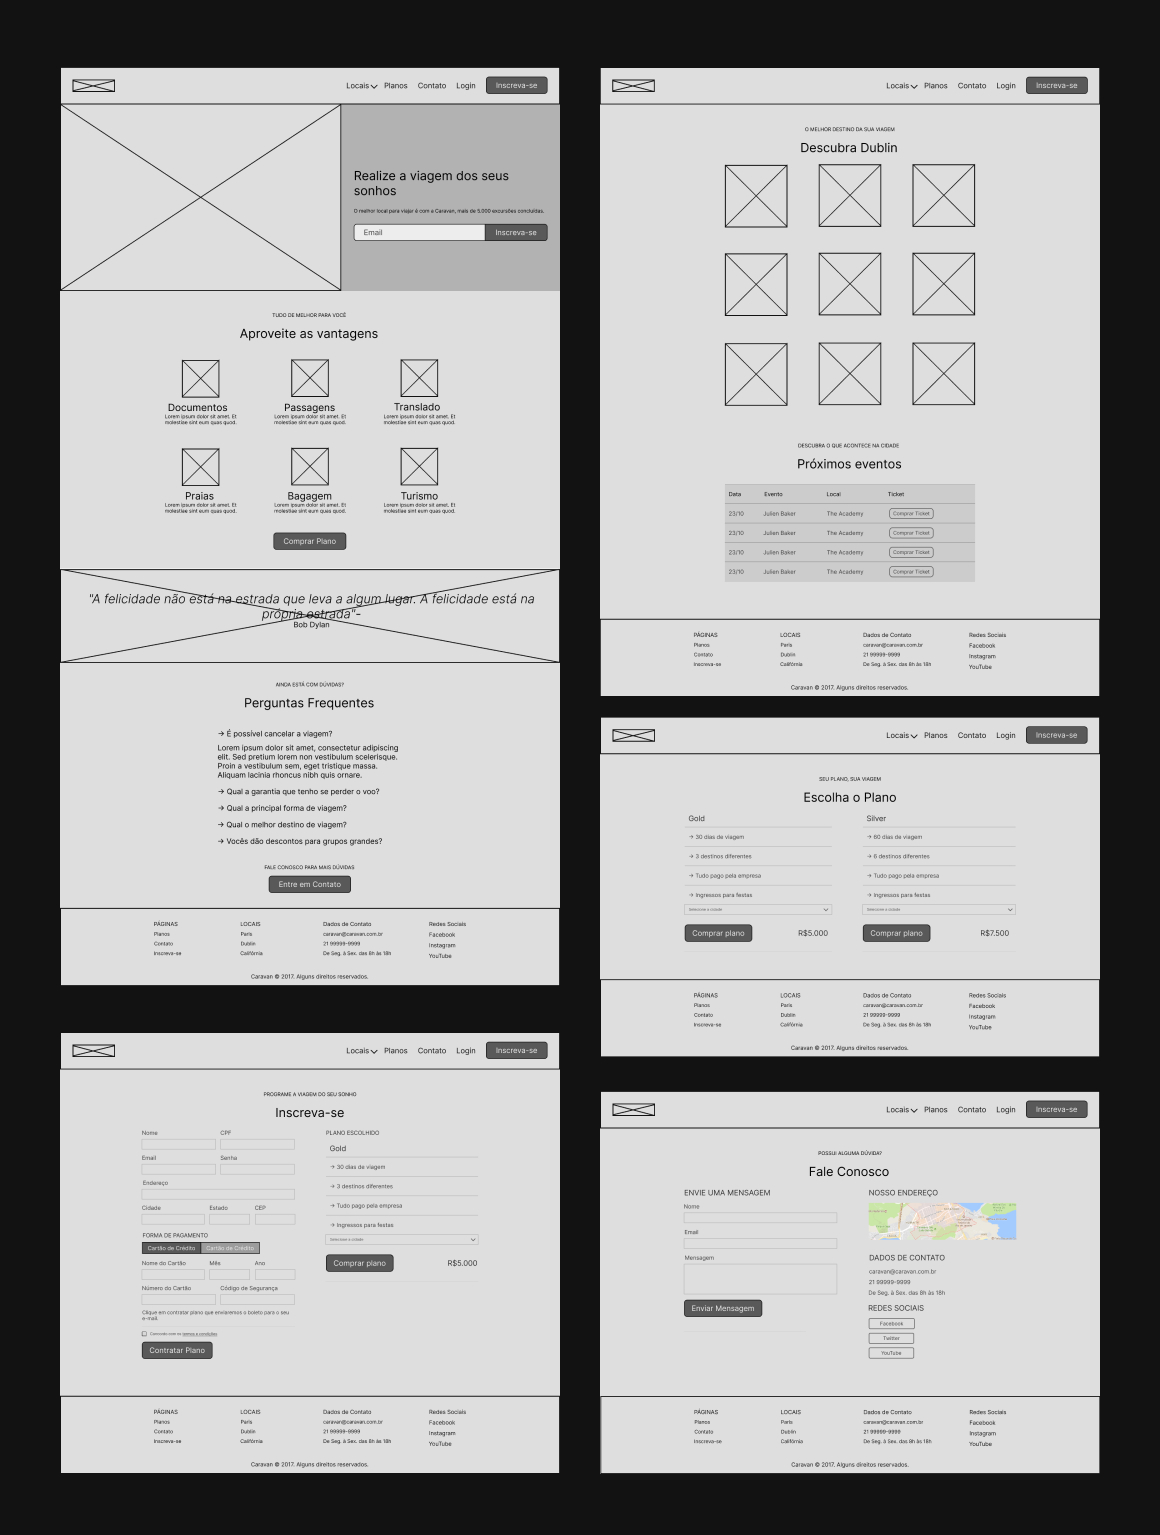 Locais Planos Contato Login Inscreva-se
Realize a viagem dos seus
sonhos
O melhor local para viajar é com a Caravan, mais de 5.000 excursões concluídas.
Email Inscreva-se
TUDO DE MELHOR PARA VOCÊ
Aproveite as vantagens
Documentos Passagens Translado
Lorem ipsum dolor sit amet. Et Lorem ipsum dolor sit amet. Et Lorem ipsum dolor sit amet. Et
molestiae sint eum quas quod. molestiae sint eum quas quod. molestiae sint eum quas quod.
Praias Bagagem Turismo
Lorem ipsum dolor sit amet. Et Lorem ipsum dolor sit amet. Et Lorem ipsum dolor sit amet. Et
molestiae sint eum quas quod. molestiae sint eum quas quod. molestiae sint eum quas quod.
Comprar Plano
"A felicidade não está na estrada que leva a algum lugar. A felicidade está na
própria estrada"-
Bob Dylan
AINDA ESTÁ COM DÚVIDAS?
Perguntas Frequentes
→ É possível cancelar a viagem?
Lorem ipsum dolor sit amet, consectetur adipiscing
elit. Sed pretium lorem non vestibulum scelerisque.
Proin a vestibulum sem, eget tristique massa.
Aliquam lacinia rhoncus nibh quis ornare.
→ Qual a garantia que tenho se perder o voo?
→ Qual a principal forma de viagem?
→ Qual o melhor destino de viagem?
→ Vocês dão descontos para grupos grandes?
FALE CONOSCO PARA MAIS DÚVIDAS
Entre em Contato
PÁGINAS LOCAIS Dados de Contato Redes Sociais
Planos Paris caravan@caravan.com.br Facebook
Contato Dublin 21 99999-9999 Instagram
Inscreva-se Califórnia De Seg. à Sex. das 8h às 18h YouTube
Caravan © 2017. Alguns direitos reservados.
Locais Planos Contato Login Inscreva-se
O MELHOR DESTINO DA SUA VIAGEM
Descubra Dublin
DESCUBRA O QUE ACONTECE NA CIDADE
Próximos eventos
Data Evento Local Ticket
23/10 Julien Baker The Academy Comprar Ticket
23/10 Julien Baker The Academy Comprar Ticket
23/10 Julien Baker The Academy Comprar Ticket
23/10 Julien Baker The Academy Comprar Ticket
PÁGINAS LOCAIS Dados de Contato Redes Sociais
Planos Paris caravan@caravan.com.br Facebook
Contato Dublin 21 99999-9999 Instagram
Inscreva-se Califórnia De Seg. à Sex. das 8h às 18h YouTube
Caravan © 2017. Alguns direitos reservados.
Locais Planos Contato Login Inscreva-se
SEU PLANO, SUA VIAGEM
Escolha o Plano
Gold Silver
→ 30 dias de viagem → 60 dias de viagem
→ 3 destinos diferentes → 6 destinos diferentes
→ Tudo pago pela empresa → Tudo pago pela empresa
→ Ingressos para festas → Ingressos para festas
Selecione a cidade Selecione a cidade
Comprar plano R$5.000 Comprar plano R$7.500
PÁGINAS LOCAIS Dados de Contato Redes Sociais
Planos Paris caravan@caravan.com.br Facebook
Contato Dublin 21 99999-9999 Instagram
Inscreva-se Califórnia De Seg. à Sex. das 8h às 18h YouTube
Caravan © 2017. Alguns direitos reservados.
Locais Planos Contato Login Inscreva-se
PROGRAME A VIAGEM DO SEU SONHO
Inscreva-se
Nome CPF
Email Senha
Endereço
Cidade Estado CEP
FORMA DE PAGAMENTO
Cartão de Crédito Cartão de Crédito
Nome do Cartão Mês Ano
Número do Cartão Código de Segurança
Clique em contratar plano que enviaremos o boleto para o seu
e-mail
Concordo com os termos e condições
Contratar Plano
PLANO ESCOLHIDO
Gold
→ 30 dias de viagem
→ 3 destinos diferentes
→ Tudo pago pela empresa
→ Ingressos para festas
Selecione a cidade
Comprar plano R$5.000
PÁGINAS LOCAIS Dados de Contato Redes Sociais
Planos Paris caravan@caravan.com.br Facebook
Contato Dublin 21 99999-9999 Instagram
Inscreva-se Califórnia De Seg. à Sex. das 8h às 18h YouTube
Caravan © 2017. Alguns direitos reservados.
Locais Planos Contato Login Inscreva-se
POSSUI ALGUMA DÚVIDA?
Fale Conosco
ENVIE UMA MENSAGEM
Nome
Email
Mensagem
Enviar Mensagem
NOSSO ENDEREÇO
DADOS DE CONTATO
caravan@caravan.com.br
21 99999-9999
De Seg. à Sex. das 8h às 18h
REDES SOCIAIS
Facebook
Twitter
YouTube
PÁGINAS LOCAIS Dados de Contato Redes Sociais
Planos Paris caravan@caravan.com.br Facebook
Contato Dublin 21 99999-9999 Instagram
Inscreva-se Califórnia De Seg. à Sex. das 8h às 18h YouTube
Caravan © 2017. Alguns direitos reservados.